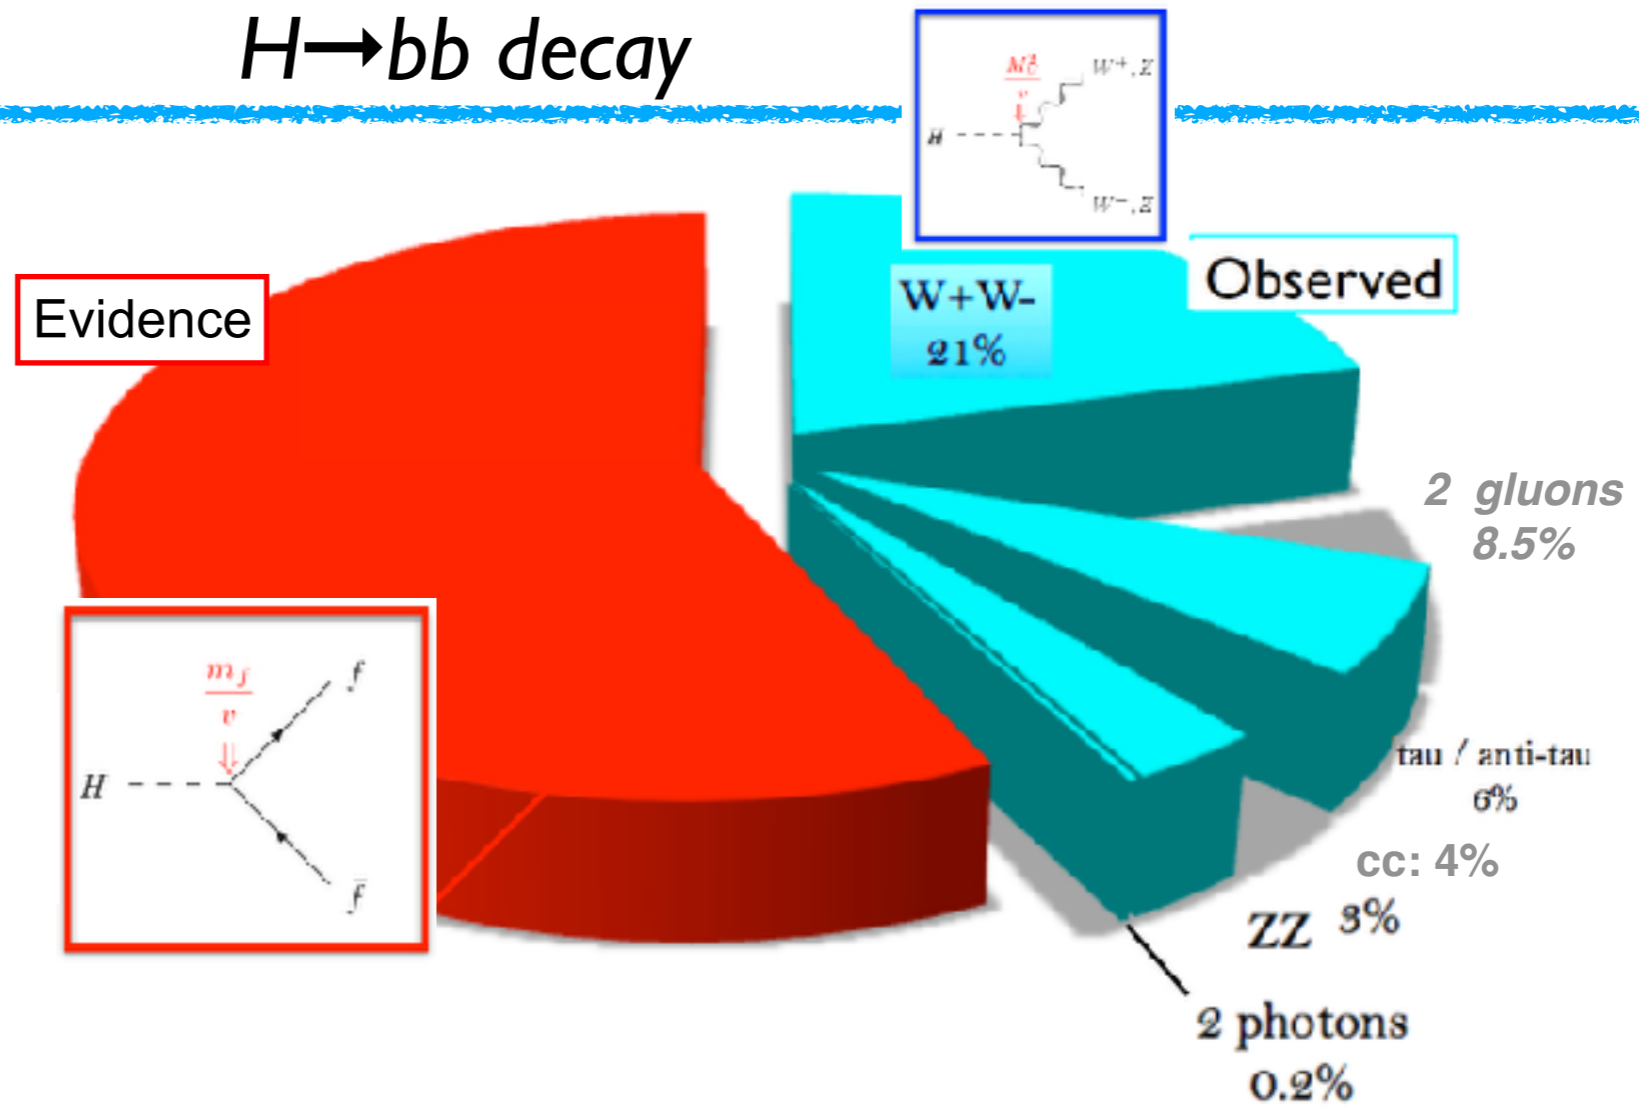 H→bb decay
M²
v
W⁺, Z
H
W⁻, Z
Observed
Evidence
W+W-
21%
2 gluons
8.5%
m_f
v
f
H
f̄
tau / anti-tau
6%
cc: 4%
ZZ 3%
2 photons
0.2%